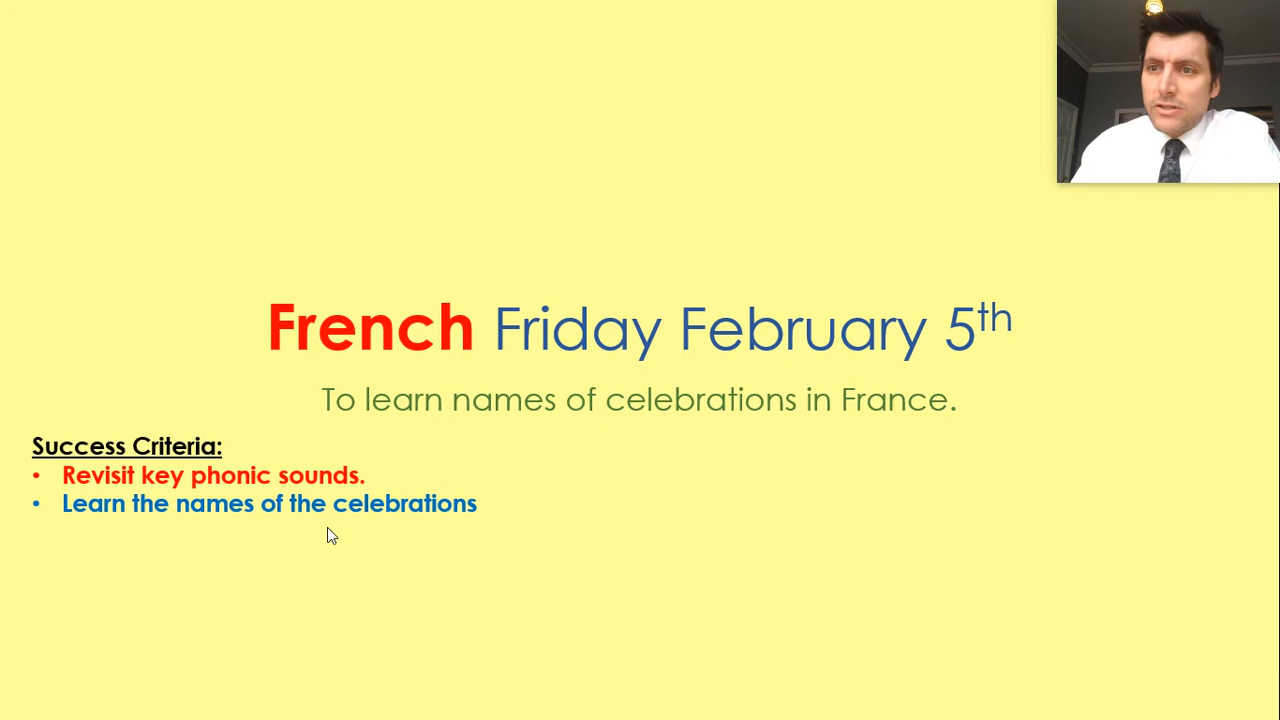 French Friday February 5th
To learn names of celebrations in France.
Success Criteria:
• Revisit key phonic sounds.
• Learn the names of the celebrations